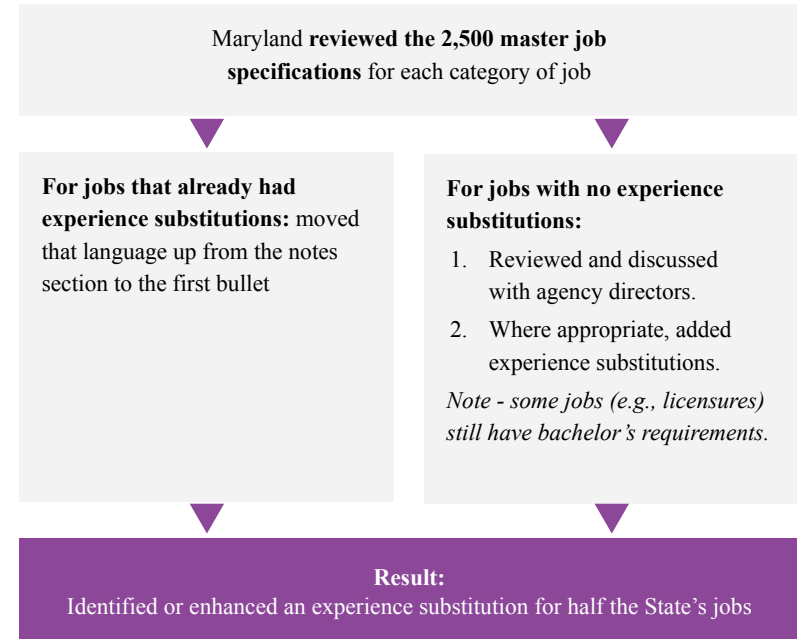 Maryland reviewed the 2,500 master job
specifications for each category of job
For jobs that already had
experience substitutions: moved
that language up from the notes
section to the first bullet
For jobs with no experience
substitutions:
1. Reviewed and discussed
with agency directors.
2. Where appropriate, added
experience substitutions.
Note - some jobs (e.g., licensures)
still have bachelor’s requirements.
Result:
Identified or enhanced an experience substitution for half the State’s jobs